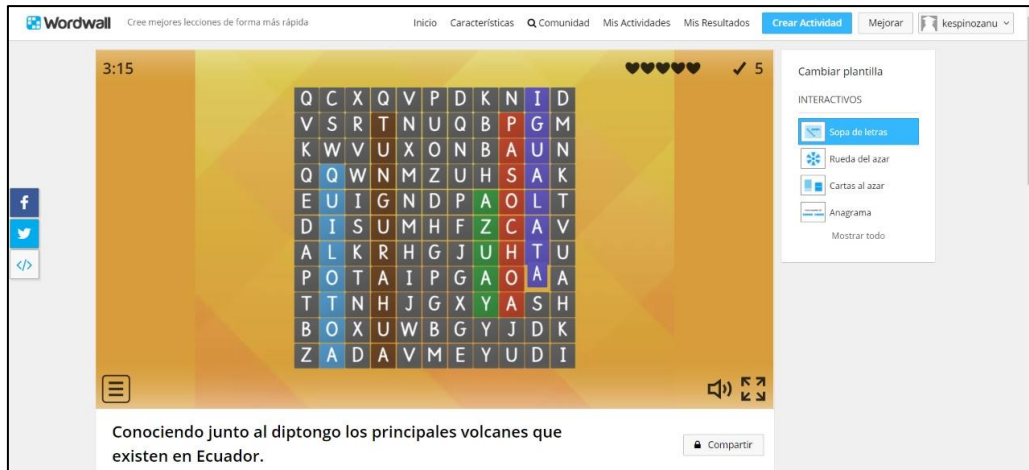 Wordwall Cree mejores lecciones de forma más rápida Inicio Características Comunidad Mis Actividades Mis Resultados Crear Actividad Mejorar kespinozanu
3:15 5
Q C X Q V P D K N I D
V S R T N U Q B P G M
K W V U X O N B A U N
Q Q W N M Z U H S A K
E U I G N D P A O L T
D I S U M H F Z C A V
A L K R H G J U H T U
P O T A I P G A O A A
T T N H J G X Y A S H
B O X U W B G Y J D K
Z A D A V M E Y U D I
Cambiar plantilla
INTERACTIVOS
Sopa de letras
Rueda del azar
Cartas al azar
Anagrama
Mostrar todo
Conociendo junto al diptongo los principales volcanes que
existen en Ecuador.
Compartir